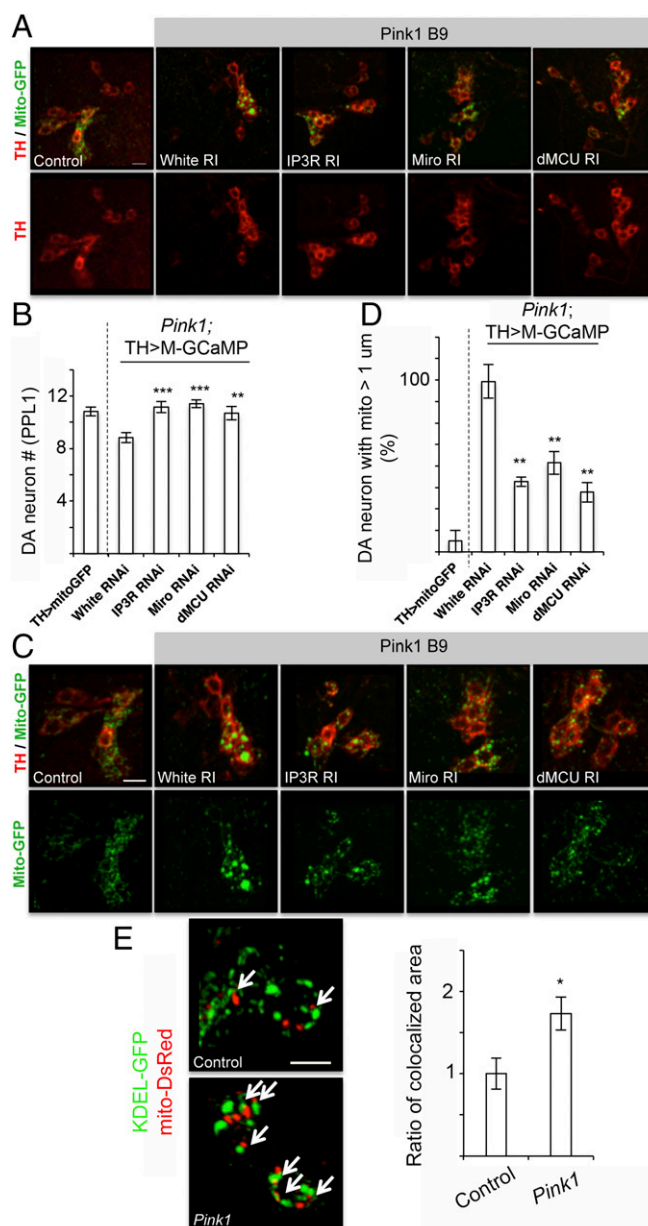 A
Pink1 B9
TH / Mito-GFP
Control
White RI
IP3R RI
Miro RI
dMCU RI
TH
B
Pink1;
TH>M-GCaMP
DA neuron # (PPL1)
12
8
4
***
***
**
TH>mitoGFP
White RNAi
IP3R RNAi
Miro RNAi
dMCU RNAi
D
Pink1;
TH>M-GCaMP
DA neuron with mito > 1 um
(%)
100
**
**
**
TH>mitoGFP
White RNAi
IP3R RNAi
Miro RNAi
dMCU RNAi
C
Pink1 B9
TH / Mito-GFP
Control
White RI
IP3R RI
Miro RI
dMCU RI
Mito-GFP
E
KDEL-GFP
mito-DsRed
Control
Pink1
Ratio of colocalized area
2
1
*
Control
Pink1